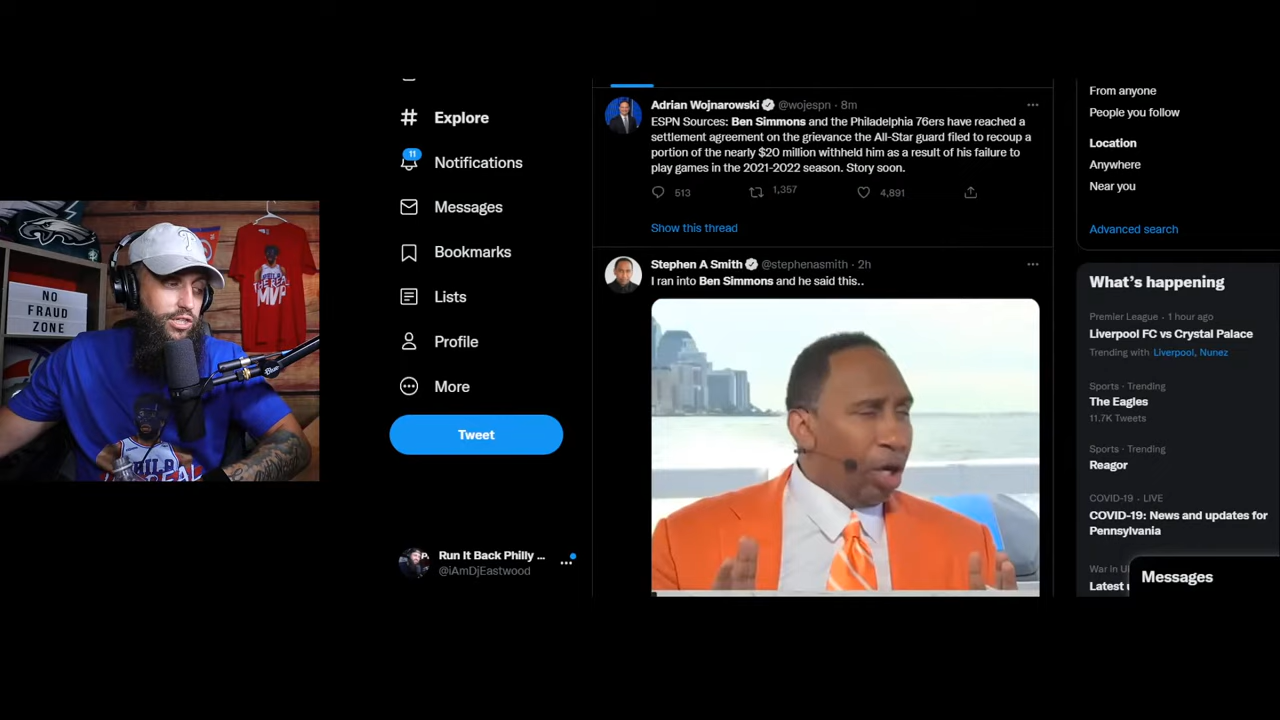 NO
FRAUD
ZONE
P
PHILA
THE REAL
MVP
PHILA
REAL
Explore
11
Notifications
Messages
Bookmarks
Lists
Profile
More
Tweet
Run It Back Philly ...
@iAmDjEastwood
Adrian Wojnarowski @wojespn · 8m
ESPN Sources: Ben Simmons and the Philadelphia 76ers have reached a
settlement agreement on the grievance the All-Star guard filed to recoup a
portion of the nearly $20 million withheld him as a result of his failure to
play games in the 2021-2022 season. Story soon.
513 1,357 4,891
Show this thread
Stephen A Smith @stephenasmith · 2h
I ran into Ben Simmons and he said this..
From anyone
People you follow
Location
Anywhere
Near you
Advanced search
What's happening
Premier League · 1 hour ago
Liverpool FC vs Crystal Palace
Trending with Liverpool, Nunez
Sports · Trending
The Eagles
11.7K Tweets
Sports · Trending
Reagor
COVID-19 · LIVE
COVID-19: News and updates for
Pennsylvania
War in U
Latest
Messages